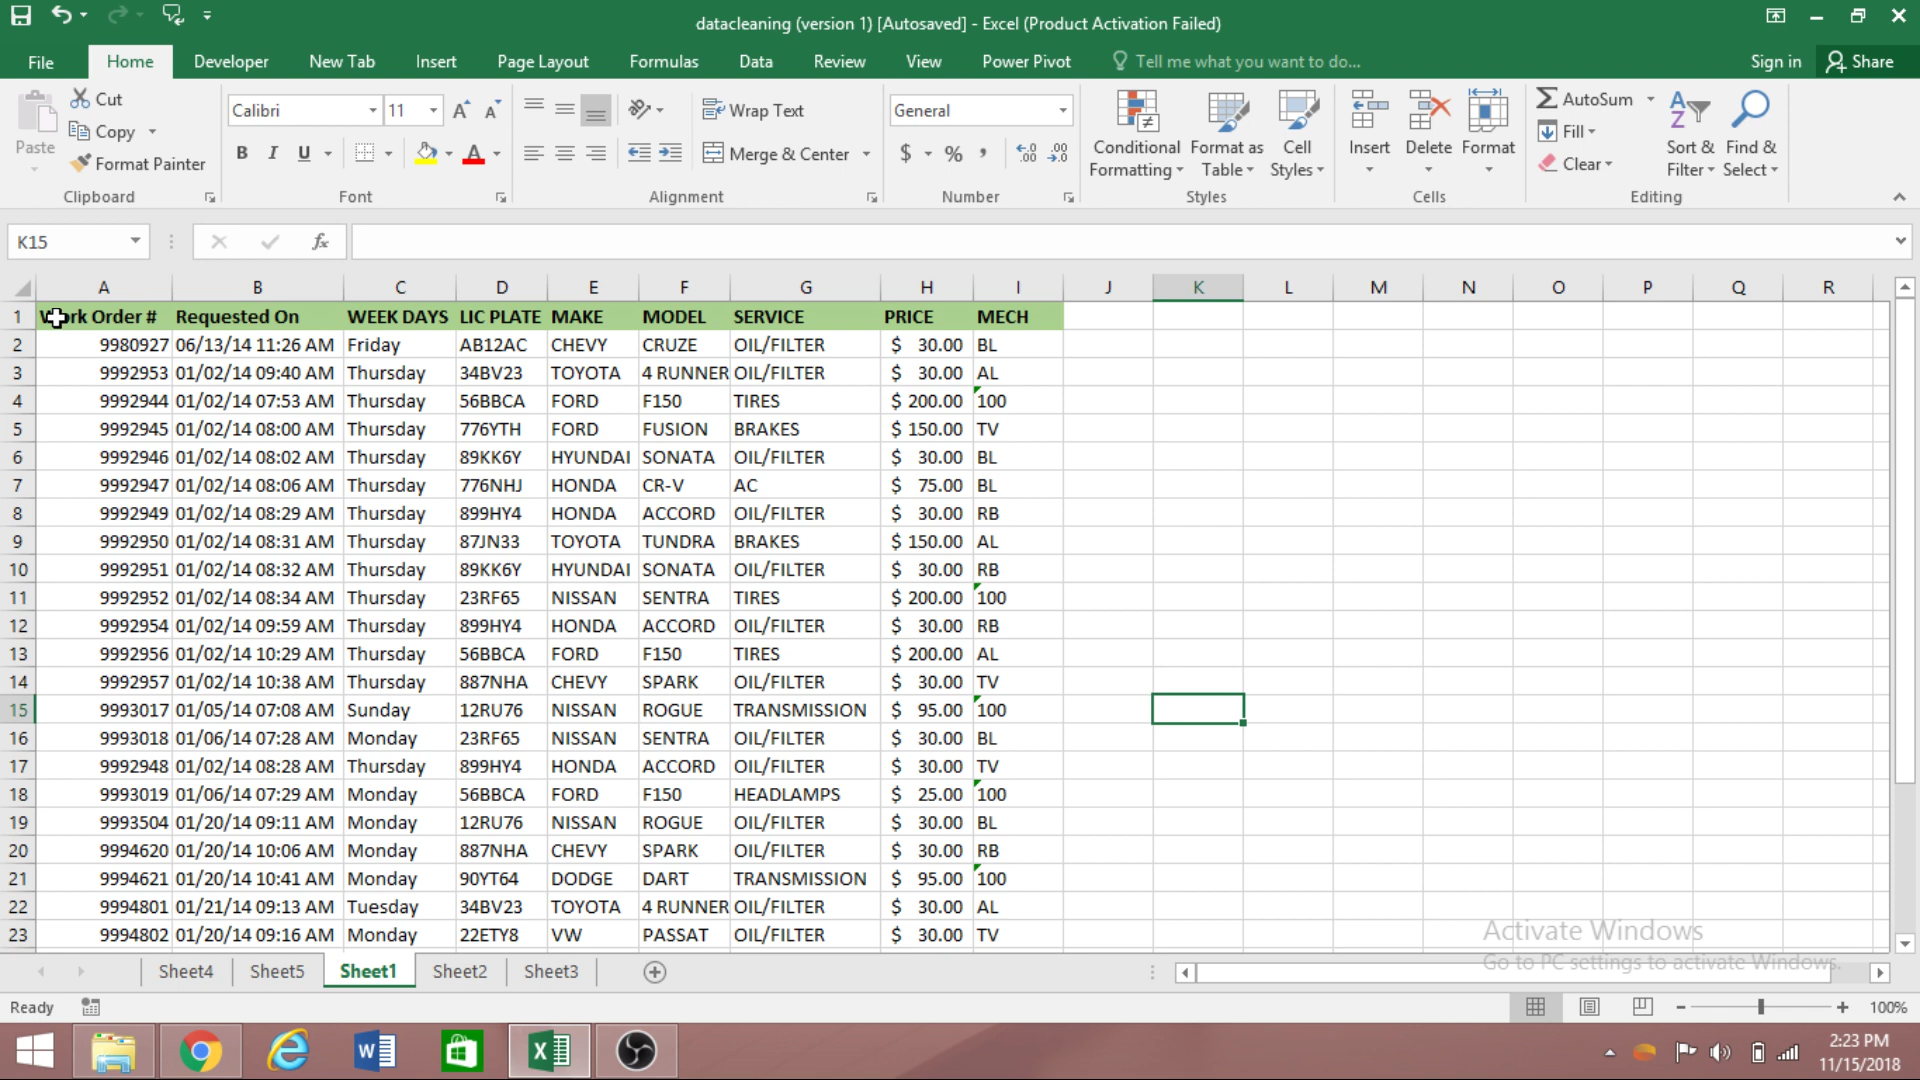 datacleaning (version 1) [Autosaved] - Excel (Product Activation Failed)
File Home Developer New Tab Insert Page Layout Formulas Data Review View Power Pivot Tell me what you want to do... Sign in Share
Paste Cut Copy Format Painter Clipboard
Calibri 11 B I U Font
Wrap Text Merge & Center Alignment
General $ % , Number
Conditional Formatting Format as Table Cell Styles Styles
Insert Delete Format Cells
AutoSum Fill Clear Sort & Filter Find & Select Editing
K15 fx
A B C D E F G H I J K L M N O P Q R
1 Work Order # Requested On WEEK DAYS LIC PLATE MAKE MODEL SERVICE PRICE MECH
2 9980927 06/13/14 11:26 AM Friday AB12AC CHEVY CRUZE OIL/FILTER $ 30.00 BL
3 9992953 01/02/14 09:40 AM Thursday 34BV23 TOYOTA 4 RUNNER OIL/FILTER $ 30.00 AL
4 9992944 01/02/14 07:53 AM Thursday 56BBCA FORD F150 TIRES $ 200.00 100
5 9992945 01/02/14 08:00 AM Thursday 776YTH FORD FUSION BRAKES $ 150.00 TV
6 9992946 01/02/14 08:02 AM Thursday 89KK6Y HYUNDAI SONATA OIL/FILTER $ 30.00 BL
7 9992947 01/02/14 08:06 AM Thursday 776NHJ HONDA CR-V AC $ 75.00 BL
8 9992949 01/02/14 08:29 AM Thursday 899HY4 HONDA ACCORD OIL/FILTER $ 30.00 RB
9 9992950 01/02/14 08:31 AM Thursday 87JN33 TOYOTA TUNDRA BRAKES $ 150.00 AL
10 9992951 01/02/14 08:32 AM Thursday 89KK6Y HYUNDAI SONATA OIL/FILTER $ 30.00 RB
11 9992952 01/02/14 08:34 AM Thursday 23RF65 NISSAN SENTRA TIRES $ 200.00 100
12 9992954 01/02/14 09:59 AM Thursday 899HY4 HONDA ACCORD OIL/FILTER $ 30.00 RB
13 9992956 01/02/14 10:29 AM Thursday 56BBCA FORD F150 TIRES $ 200.00 AL
14 9992957 01/02/14 10:38 AM Thursday 887NHA CHEVY SPARK OIL/FILTER $ 30.00 TV
15 9993017 01/05/14 07:08 AM Sunday 12RU76 NISSAN ROGUE TRANSMISSION $ 95.00 100
16 9993018 01/06/14 07:28 AM Monday 23RF65 NISSAN SENTRA OIL/FILTER $ 30.00 BL
17 9992948 01/02/14 08:28 AM Thursday 899HY4 HONDA ACCORD OIL/FILTER $ 30.00 TV
18 9993019 01/06/14 07:29 AM Monday 56BBCA FORD F150 HEADLAMPS $ 25.00 100
19 9993504 01/20/14 09:11 AM Monday 12RU76 NISSAN ROGUE OIL/FILTER $ 30.00 BL
20 9994620 01/20/14 10:06 AM Monday 887NHA CHEVY SPARK OIL/FILTER $ 30.00 RB
21 9994621 01/20/14 10:41 AM Monday 90YT64 DODGE DART TRANSMISSION $ 95.00 100
22 9994801 01/21/14 09:13 AM Tuesday 34BV23 TOYOTA 4 RUNNER OIL/FILTER $ 30.00 AL
23 9994802 01/20/14 09:16 AM Monday 22ETY8 VW PASSAT OIL/FILTER $ 30.00 TV
Activate Windows
Go to PC settings to activate Windows.
Sheet4 Sheet5 Sheet1 Sheet2 Sheet3
Ready 100%
2:23 PM
11/15/2018